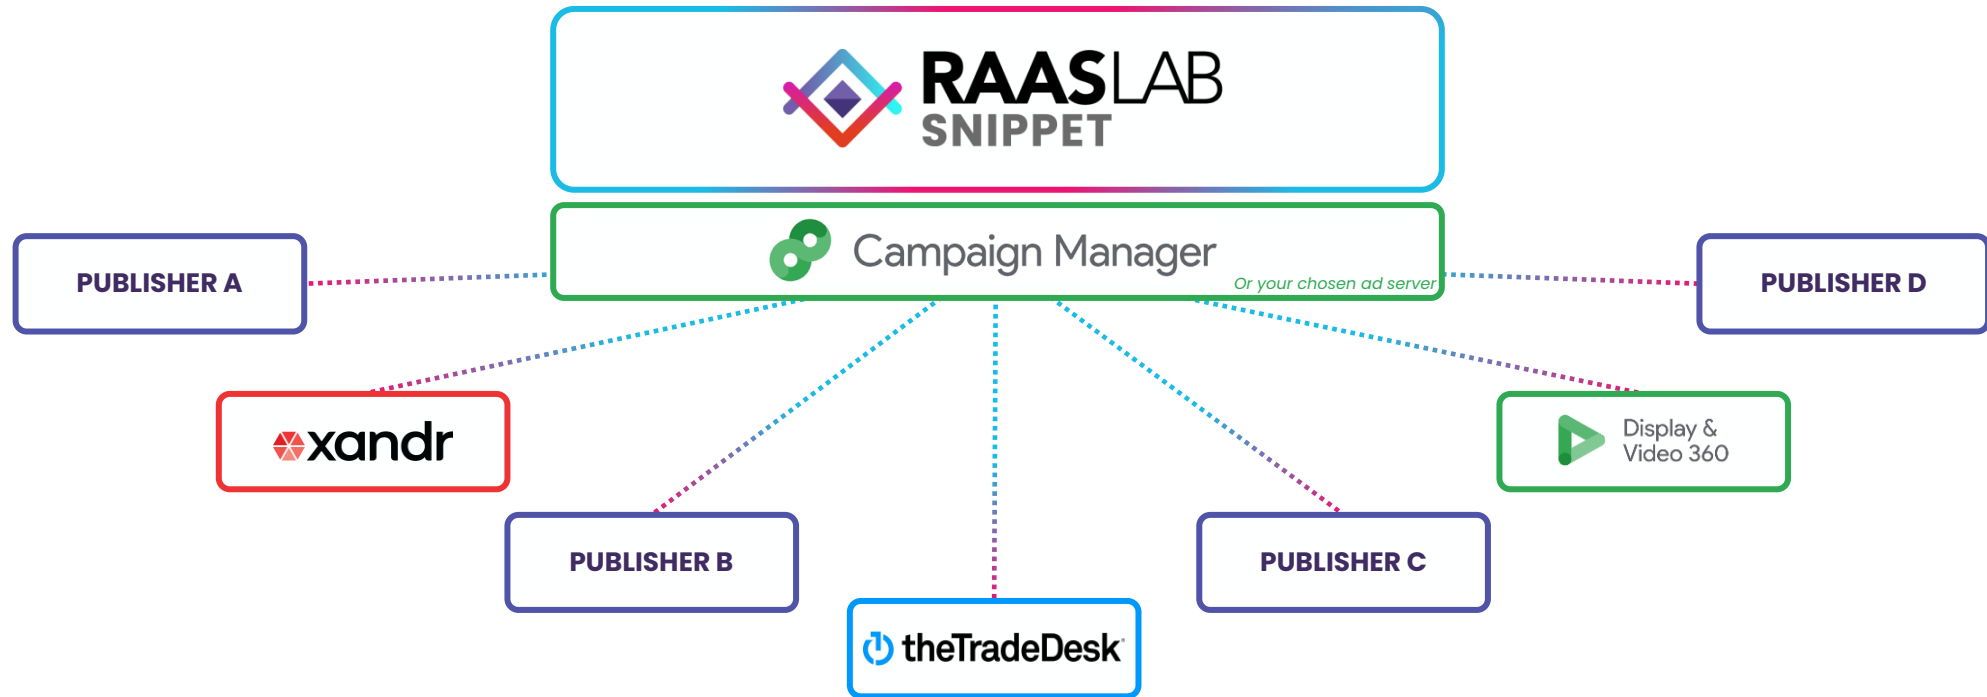 RAASLAB
SNIPPET
Campaign Manager
Or your chosen ad server
PUBLISHER A
PUBLISHER D
xandr
Display &
Video 360
PUBLISHER B
PUBLISHER C
theTradeDesk